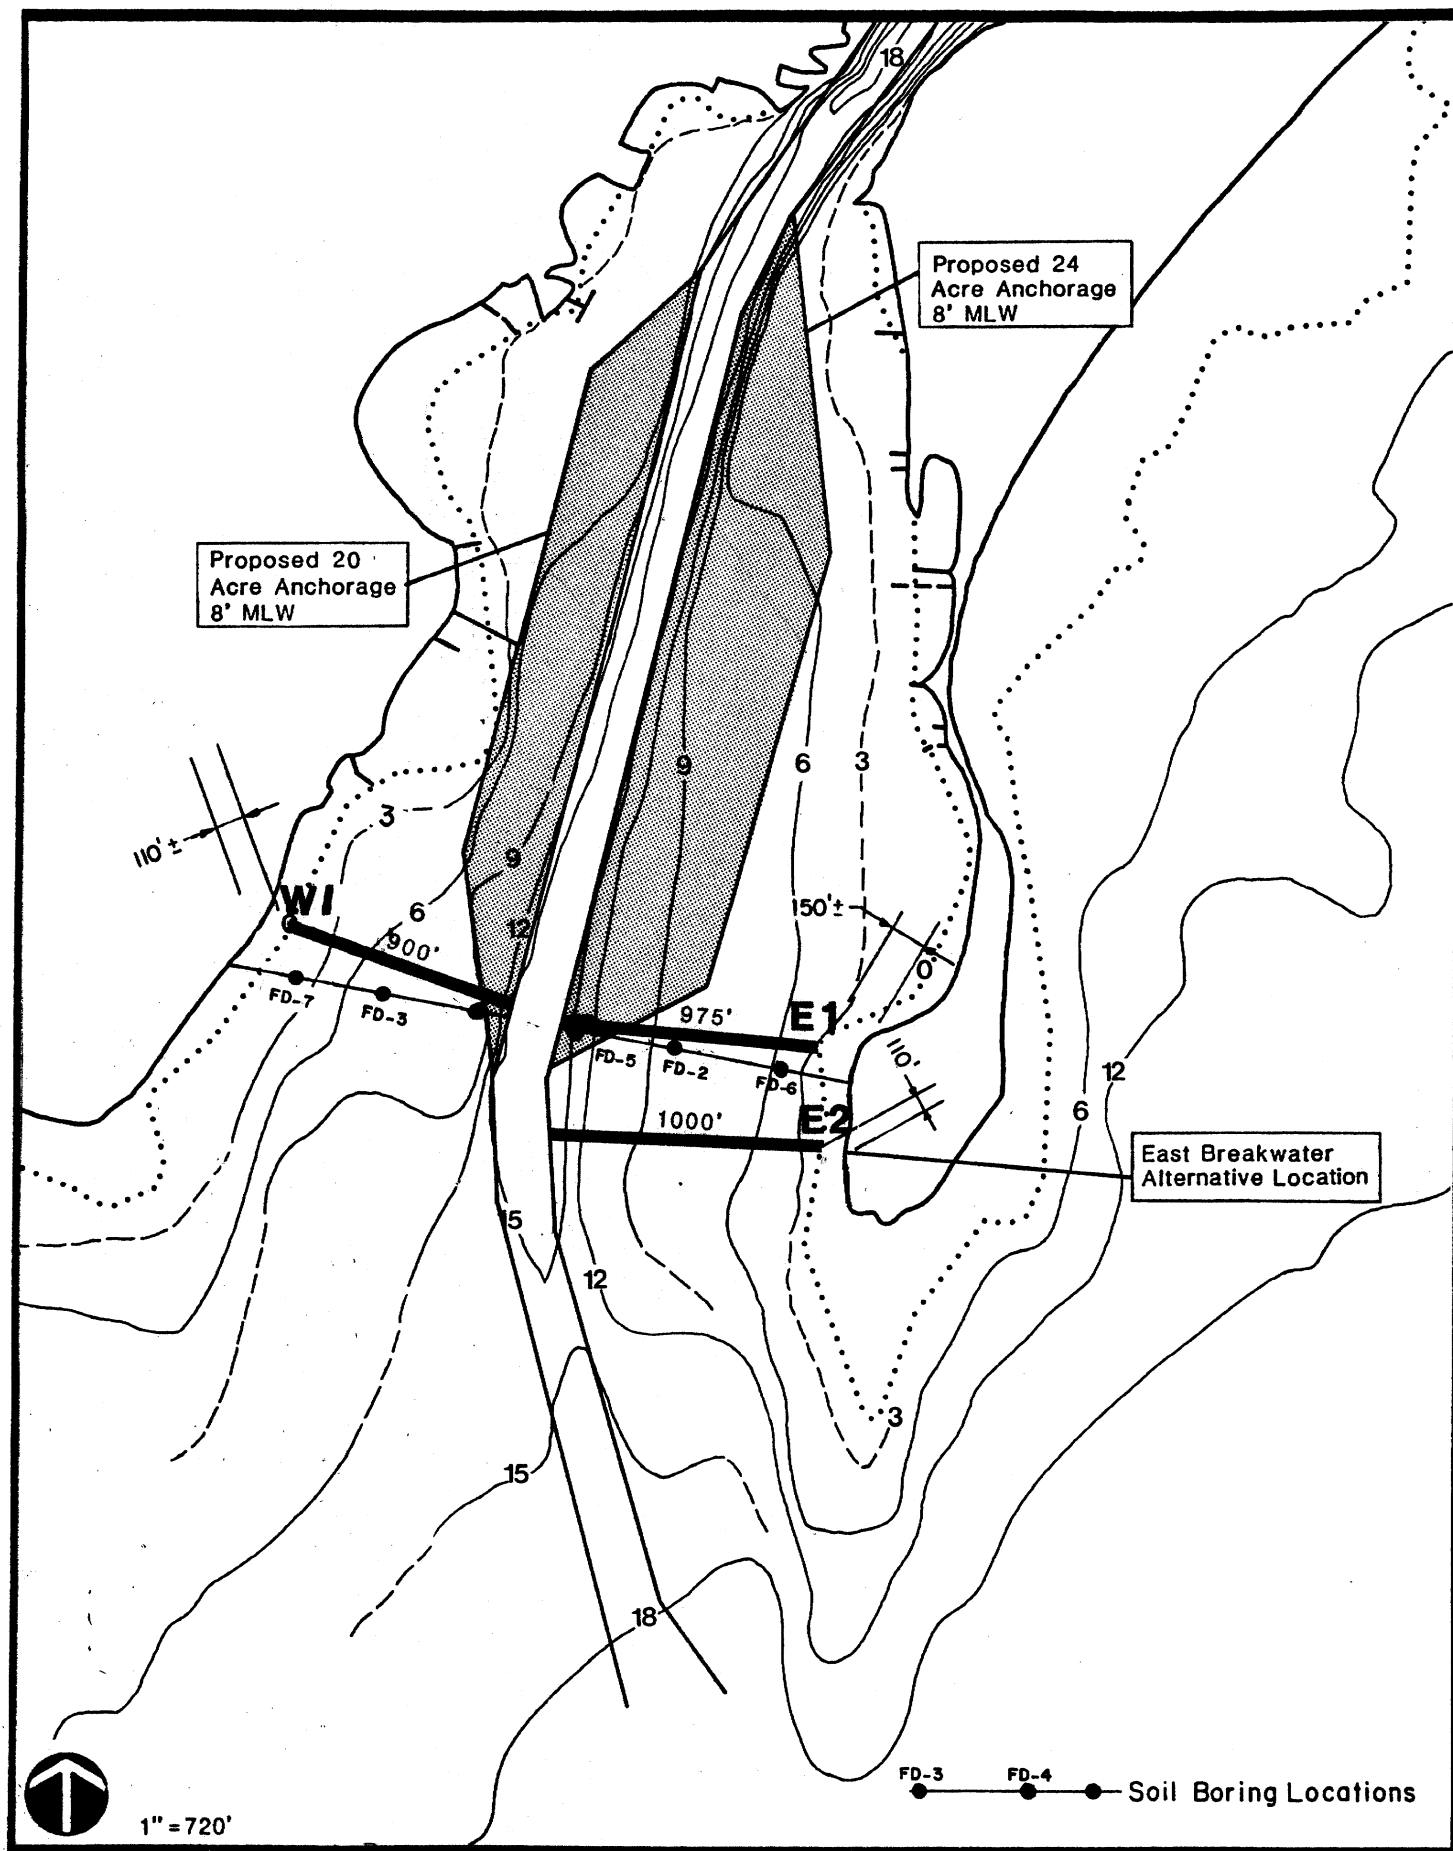 18
Proposed 24
Acre Anchorage
8' MLW
Proposed 20
Acre Anchorage
8' MLW
9
6
3
3
110'±
9
W1
6
900'
12
150'±
0
FD-7
FD-3
975'
E1
FD-5
FD-2
FD-6
110'
12
6
1000'
E2
East Breakwater
Alternative Location
15
12
3
15
18
FD-3
FD-4
Soil Boring Locations
1" = 720'